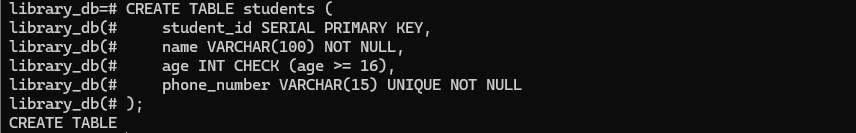 library_db=# CREATE TABLE students (
library_db(#     student_id SERIAL PRIMARY KEY,
library_db(#     name VARCHAR(100) NOT NULL,
library_db(#     age INT CHECK (age >= 16),
library_db(#     phone_number VARCHAR(15) UNIQUE NOT NULL
library_db(# );
CREATE TABLE